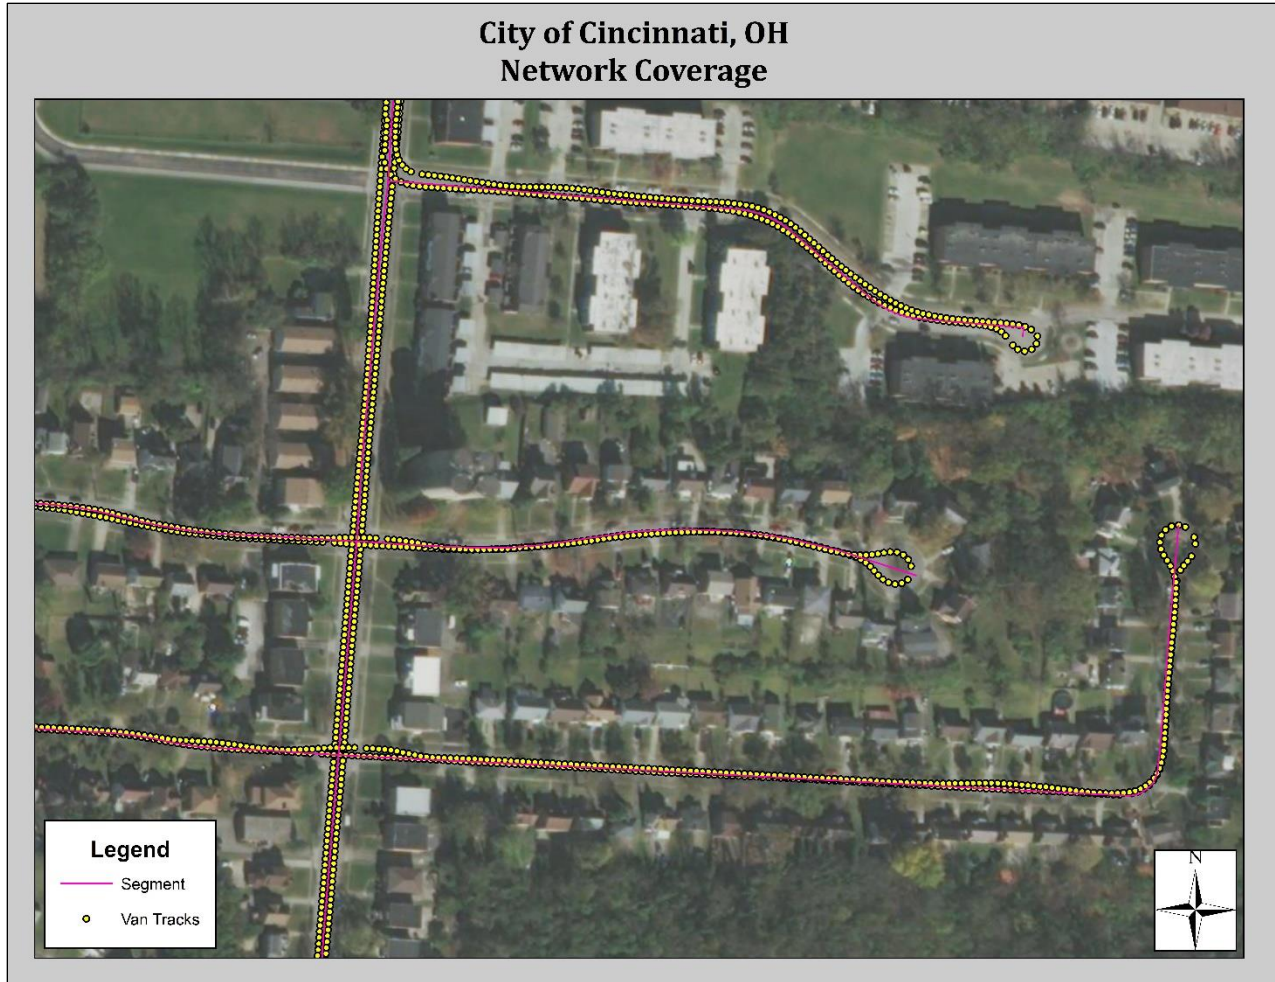 City of Cincinnati, OH
Network Coverage
Legend
Segment
Van Tracks
N